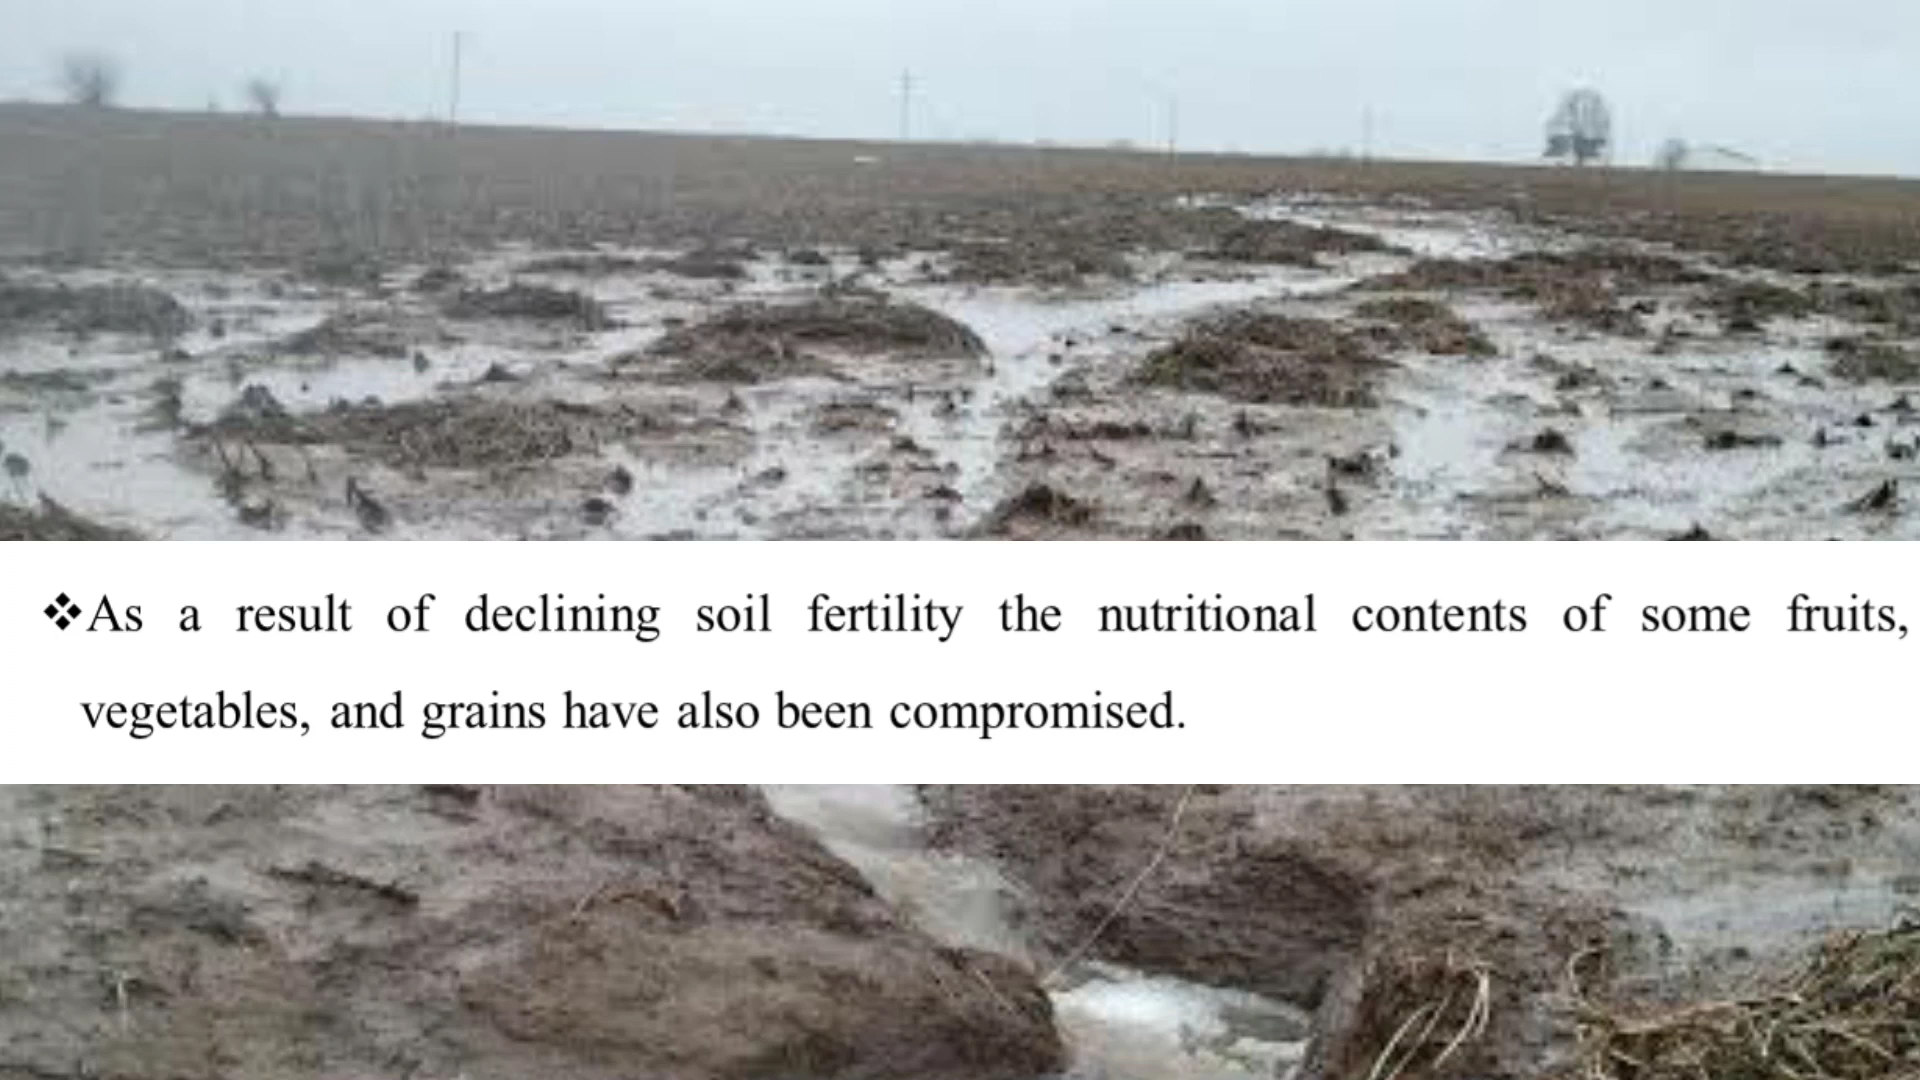 ❖As a result of declining soil fertility the nutritional contents of some fruits,
vegetables, and grains have also been compromised.